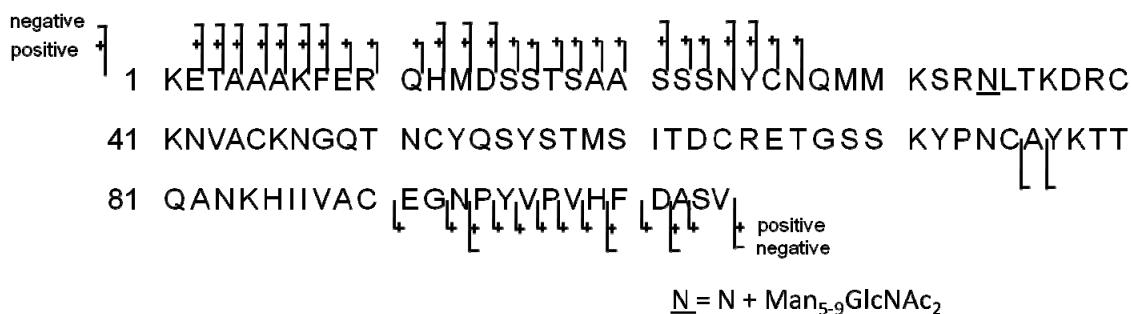 negative
positive
1 KETAAAKFER QHMDSSTSAA SSSNYCNQMM KSRNLTKDRC
41 KNVACKNGQT NCYQSYSTMS ITDCRETGSS KYPNCAYKTT
81 QANKHIIVAC EGNPYVPVHF DASV
positive
negative
N = N + Man5-9GlcNAc2